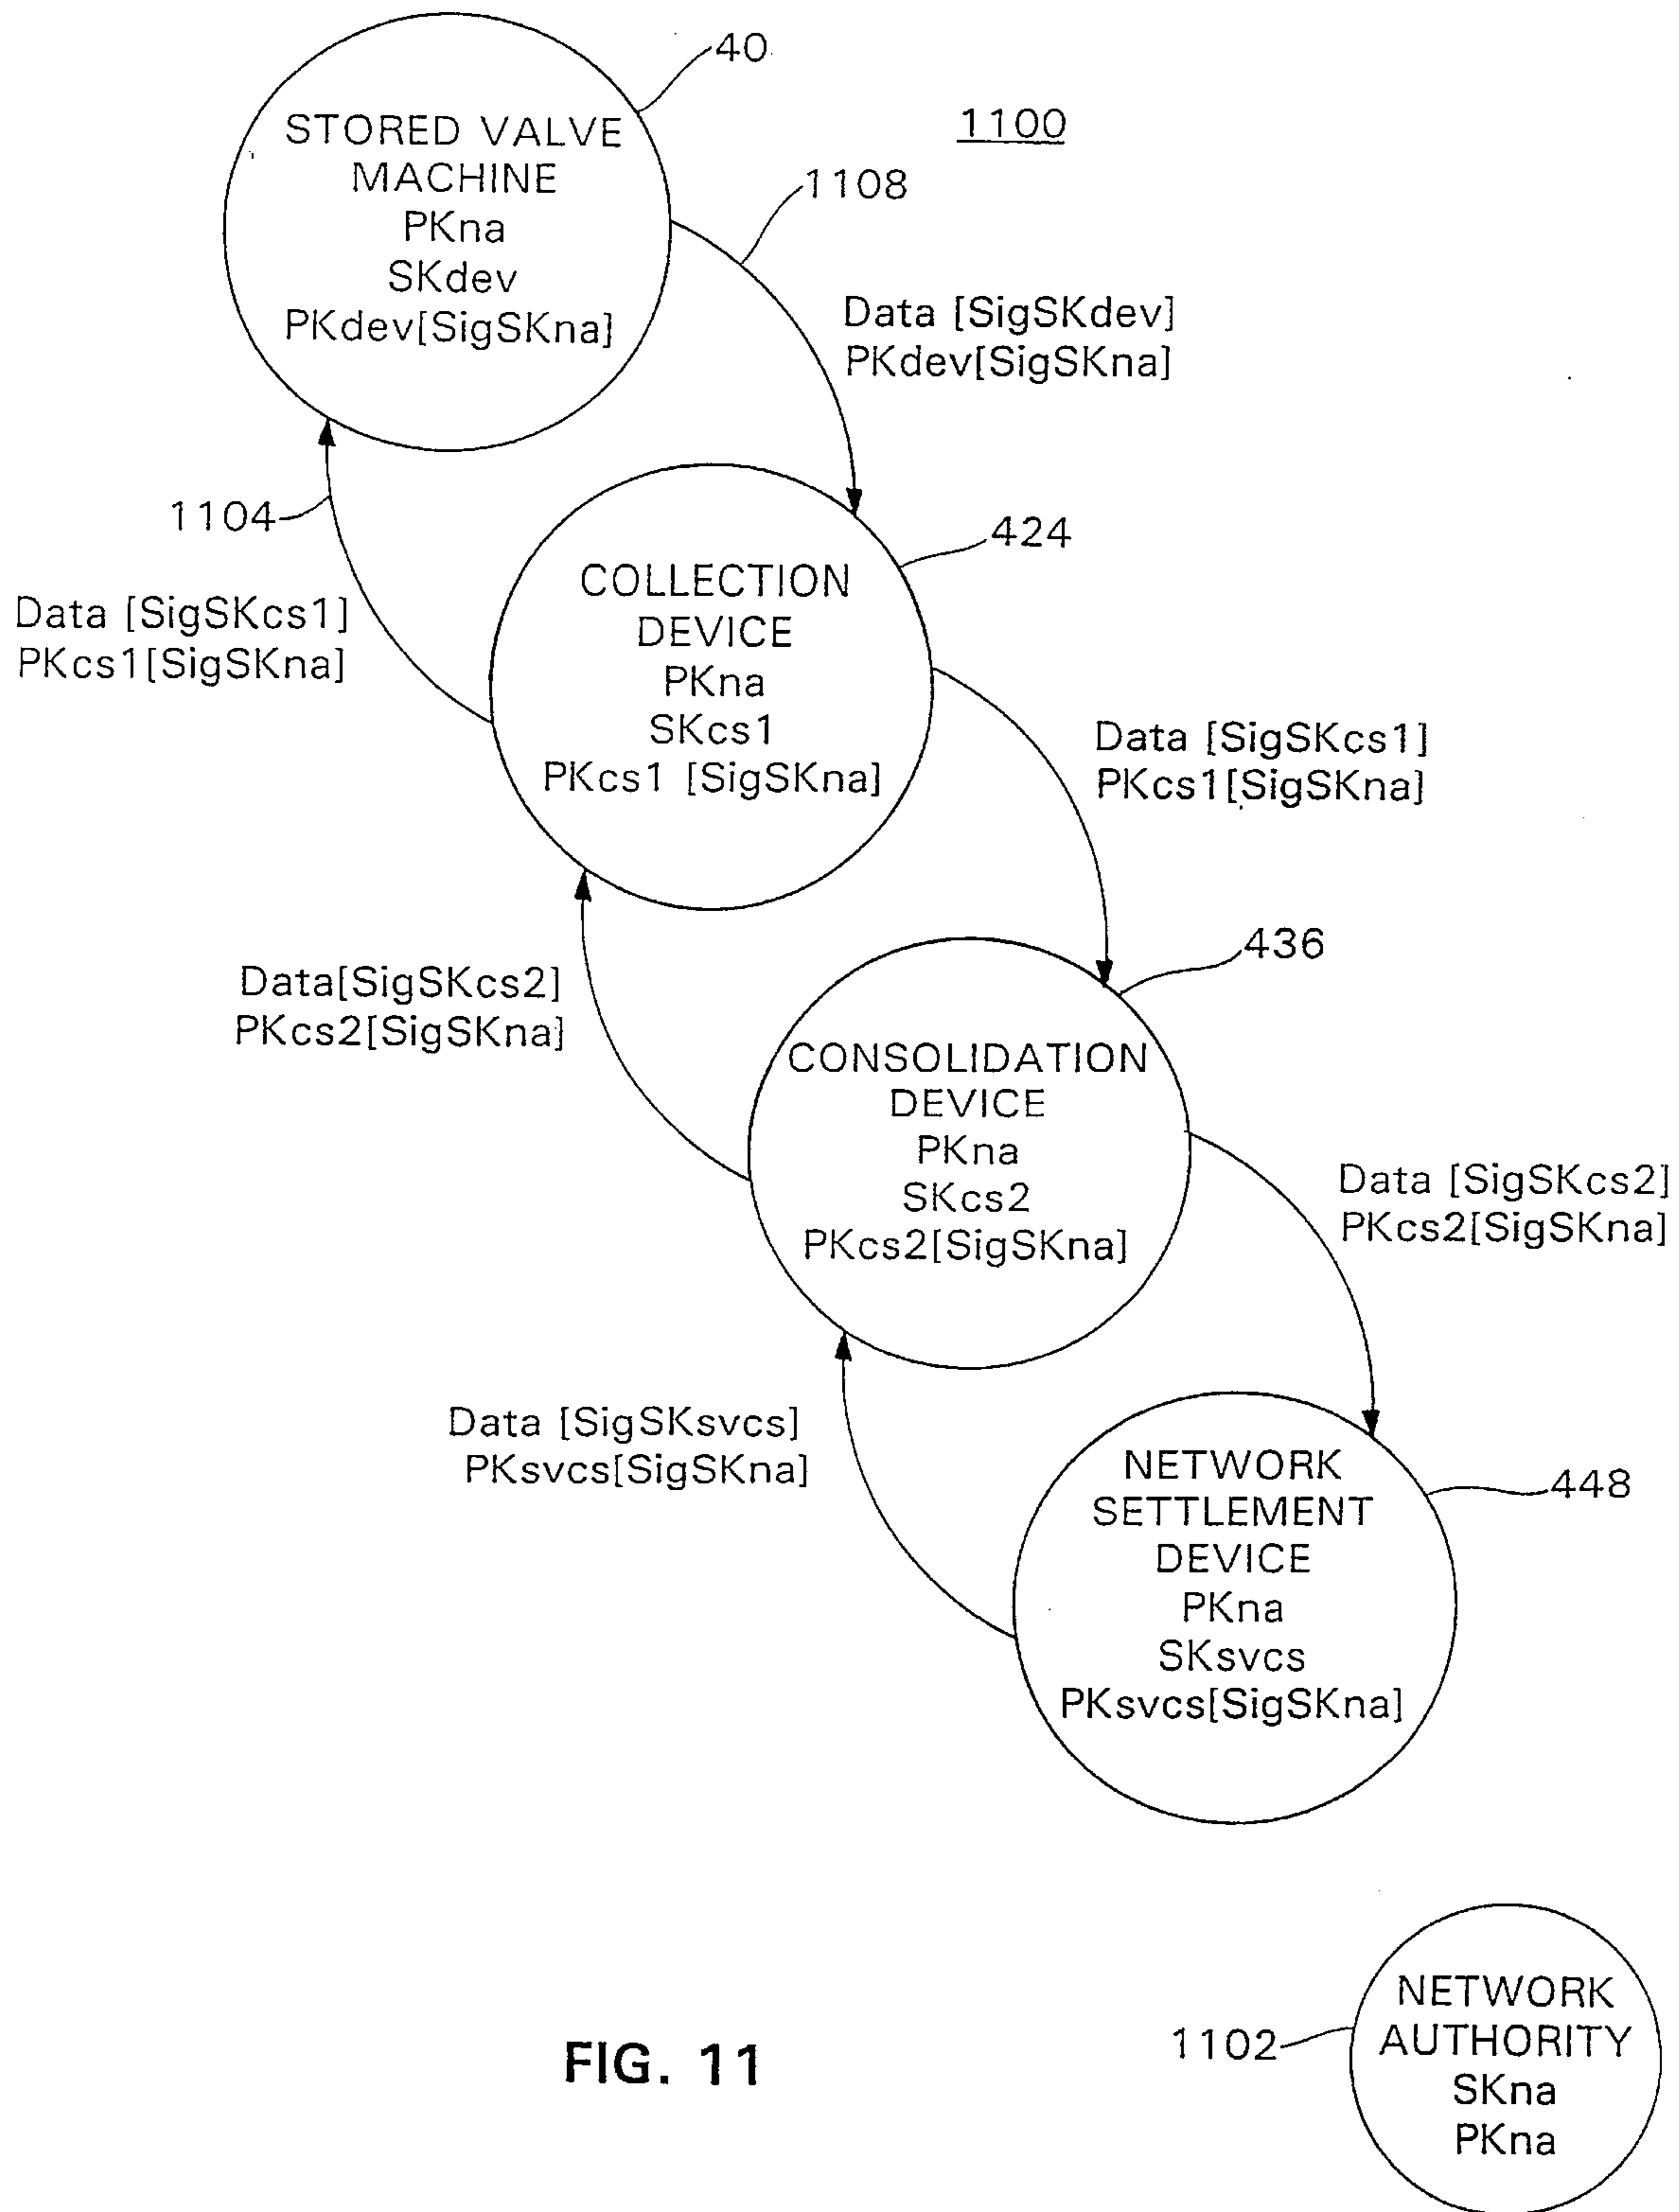 40
1100
STORED VALVE
MACHINE
PKna
SKdev
PKdev[SigSKna]
1108
Data [SigSKdev]
PKdev[SigSKna]
1104
Data [SigSKcs1]
PKcs1[SigSKna]
424
COLLECTION
DEVICE
PKna
SKcs1
PKcs1 [SigSKna]
Data [SigSKcs1]
PKcs1[SigSKna]
Data[SigSKcs2]
PKcs2[SigSKna]
436
CONSOLIDATION
DEVICE
PKna
SKcs2
PKcs2[SigSKna]
Data [SigSKcs2]
PKcs2[SigSKna]
Data [SigSKsvcs]
PKsvcs[SigSKna]
448
NETWORK
SETTLEMENT
DEVICE
PKna
SKsvcs
PKsvcs[SigSKna]
1102
NETWORK
AUTHORITY
SKna
PKna
FIG. 11